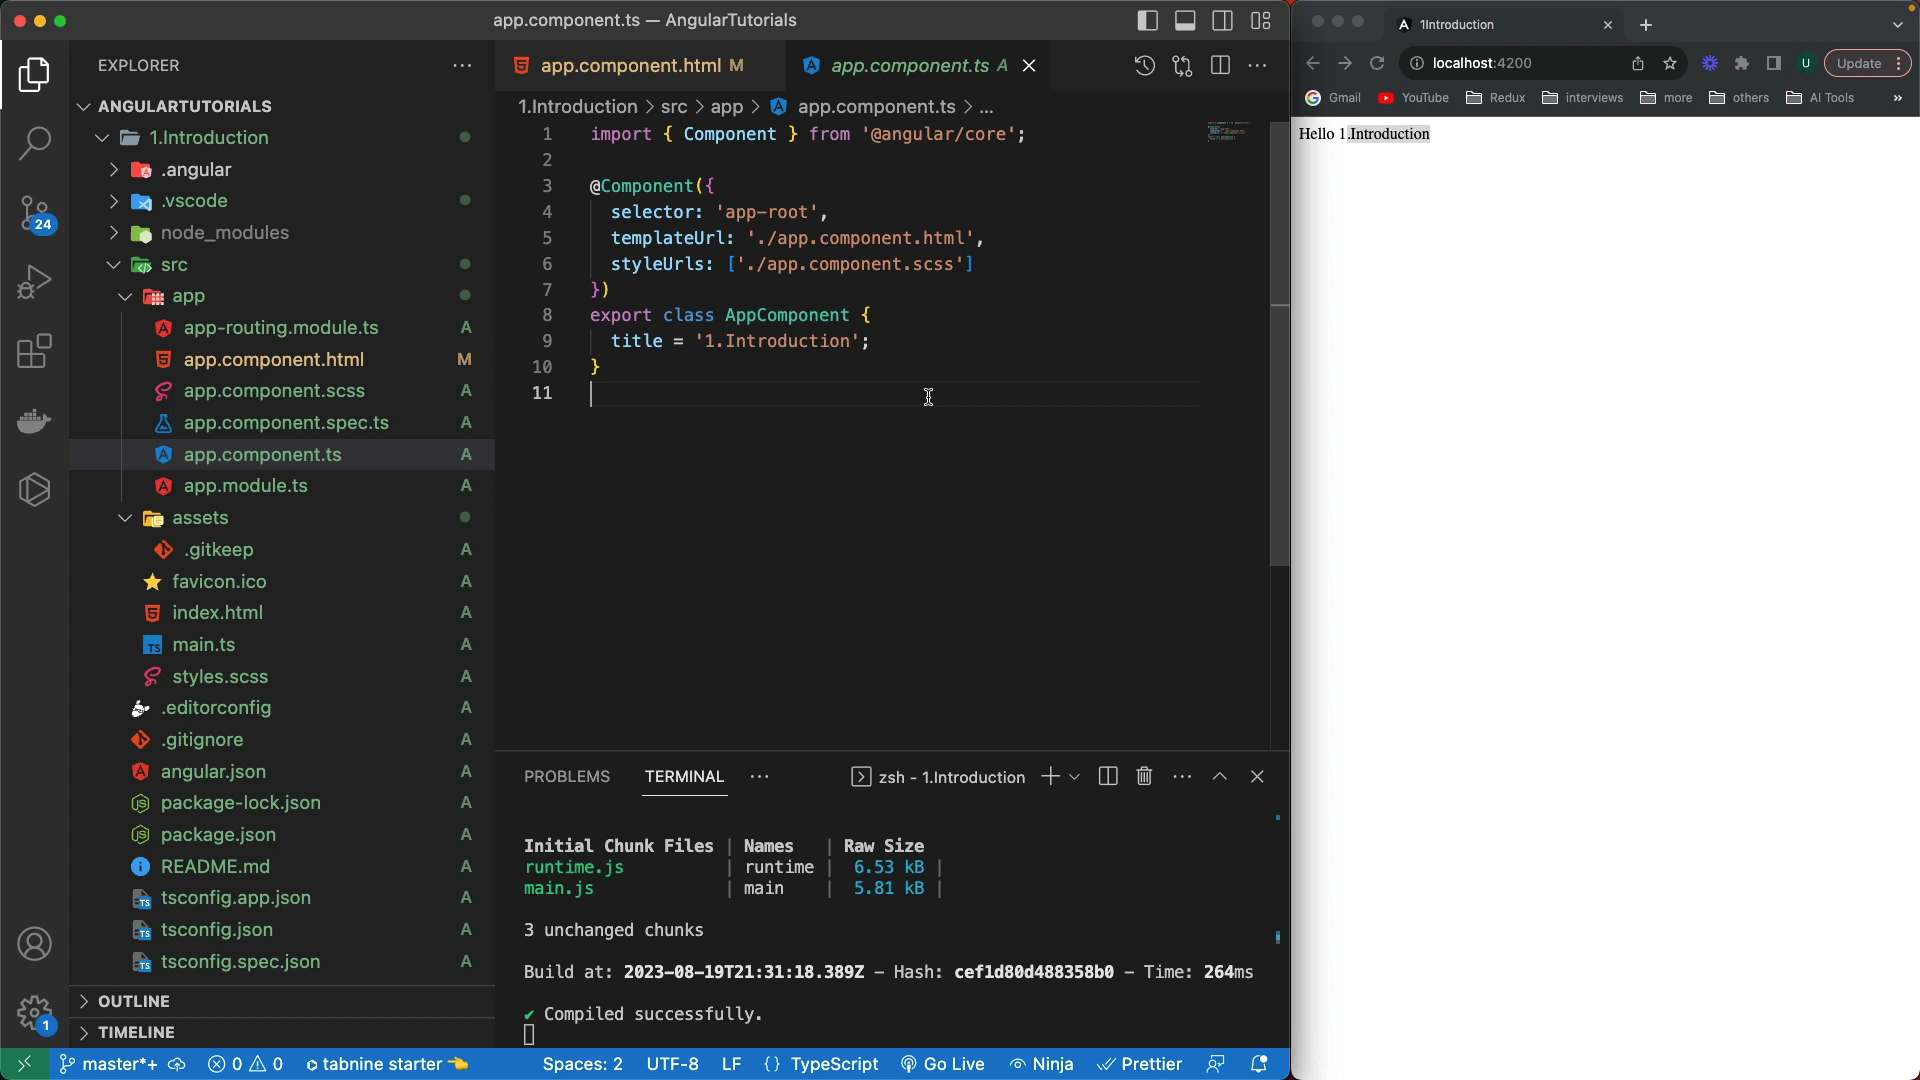 app.component.ts — AngularTutorials
EXPLORER
ANGULARTUTORIALS
1.Introduction
.angular
.vscode
node_modules
src
app
app-routing.module.ts A
app.component.html M
app.component.scss A
app.component.spec.ts A
app.component.ts A
app.module.ts A
assets
.gitkeep A
favicon.ico A
index.html A
main.ts A
styles.scss A
.editorconfig A
.gitignore A
angular.json A
package-lock.json A
package.json A
README.md A
tsconfig.app.json A
tsconfig.json A
tsconfig.spec.json A
OUTLINE
TIMELINE
24
1
app.component.html M
app.component.ts A
1.Introduction > src > app > app.component.ts > ...
1 import { Component } from '@angular/core';
2
3 @Component({
4 selector: 'app-root',
5 templateUrl: './app.component.html',
6 styleUrls: ['./app.component.scss']
7 })
8 export class AppComponent {
9 title = '1.Introduction';
10 }
11
PROBLEMS TERMINAL
zsh - 1.Introduction
Initial Chunk Files | Names | Raw Size
runtime.js | runtime | 6.53 kB |
main.js | main | 5.81 kB |
3 unchanged chunks
Build at: 2023-08-19T21:31:18.389Z - Hash: cef1d80d488358b0 - Time: 264ms
✔ Compiled successfully.
master*+ 0 0 tabnine starter Spaces: 2 UTF-8 LF {} TypeScript Go Live Ninja Prettier
1Introduction
localhost:4200
U
Update
Gmail YouTube Redux interviews more others AI Tools »
Hello 1.Introduction